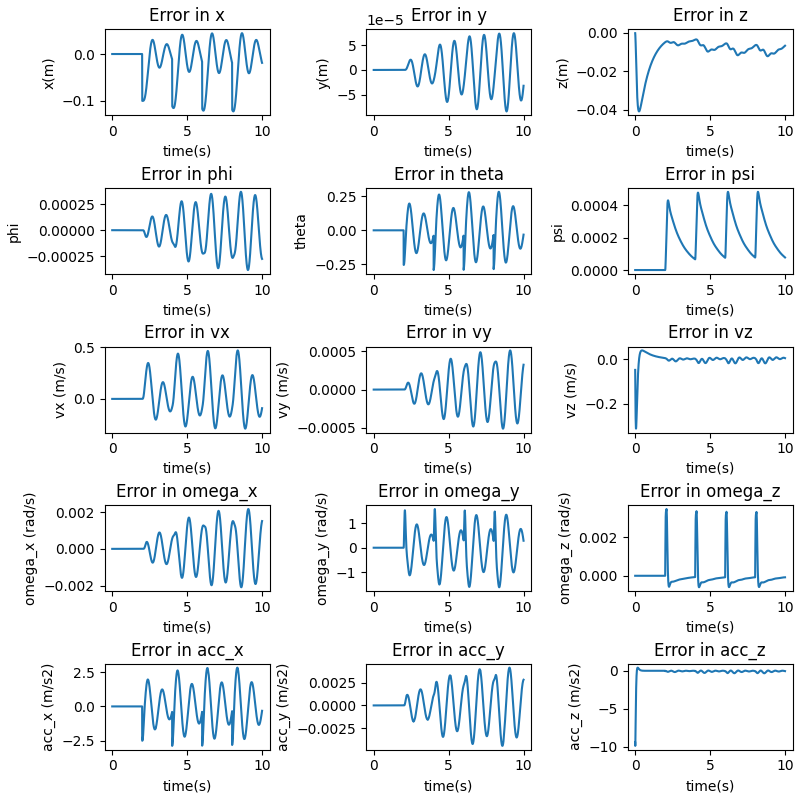 Error in x
0.0
−0.1
x(m)
0
5
10
time(s)
Error in y
1e−5
5
0
−5
y(m)
0
5
10
time(s)
Error in z
0.00
−0.02
−0.04
z(m)
0
5
10
time(s)
Error in phi
0.00025
0.00000
−0.00025
phi
0
5
10
time(s)
Error in theta
0.25
0.00
−0.25
theta
0
5
10
time(s)
Error in psi
0.0004
0.0002
0.0000
psi
0
5
10
time(s)
Error in vx
0.5
0.0
vx (m/s)
0
5
10
time(s)
Error in vy
0.0005
0.0000
−0.0005
vy (m/s)
0
5
10
time(s)
Error in vz
0.0
−0.2
vz (m/s)
0
5
10
time(s)
Error in omega_x
0.002
0.000
−0.002
omega_x (rad/s)
0
5
10
time(s)
Error in omega_y
1
0
−1
omega_y (rad/s)
0
5
10
time(s)
Error in omega_z
0.002
0.000
omega_z (rad/s)
0
5
10
time(s)
Error in acc_x
2.5
0.0
−2.5
acc_x (m/s2)
0
5
10
time(s)
Error in acc_y
0.0025
0.0000
−0.0025
acc_y (m/s2)
0
5
10
time(s)
Error in acc_z
0
−5
−10
acc_z (m/s2)
0
5
10
time(s)